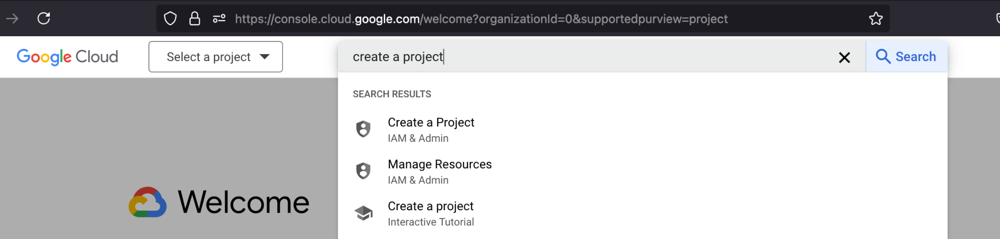 https://console.cloud.google.com/welcome?organizationId=0&supportedpurview=project
Google Cloud
Select a project
create a project
Search
SEARCH RESULTS
Create a Project
IAM & Admin
Manage Resources
IAM & Admin
Create a project
Interactive Tutorial
Welcome